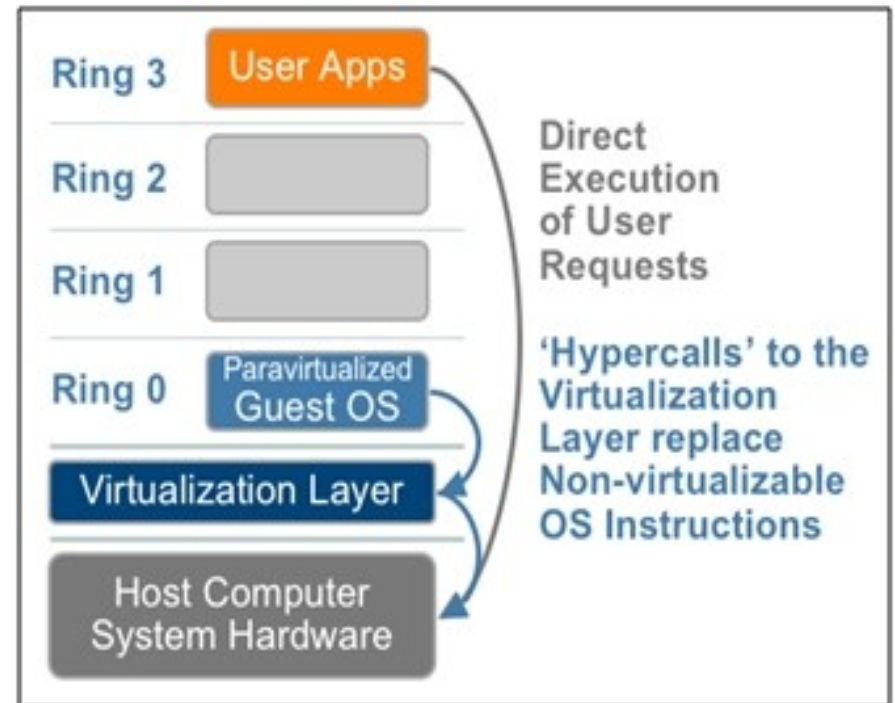 Ring 3
User Apps
Ring 2
Ring 1
Ring 0
Paravirtualized
Guest OS
Virtualization Layer
Host Computer
System Hardware
Direct
Execution
of User
Requests
‘Hypercalls’ to the
Virtualization
Layer replace
Non-virtualizable
OS Instructions